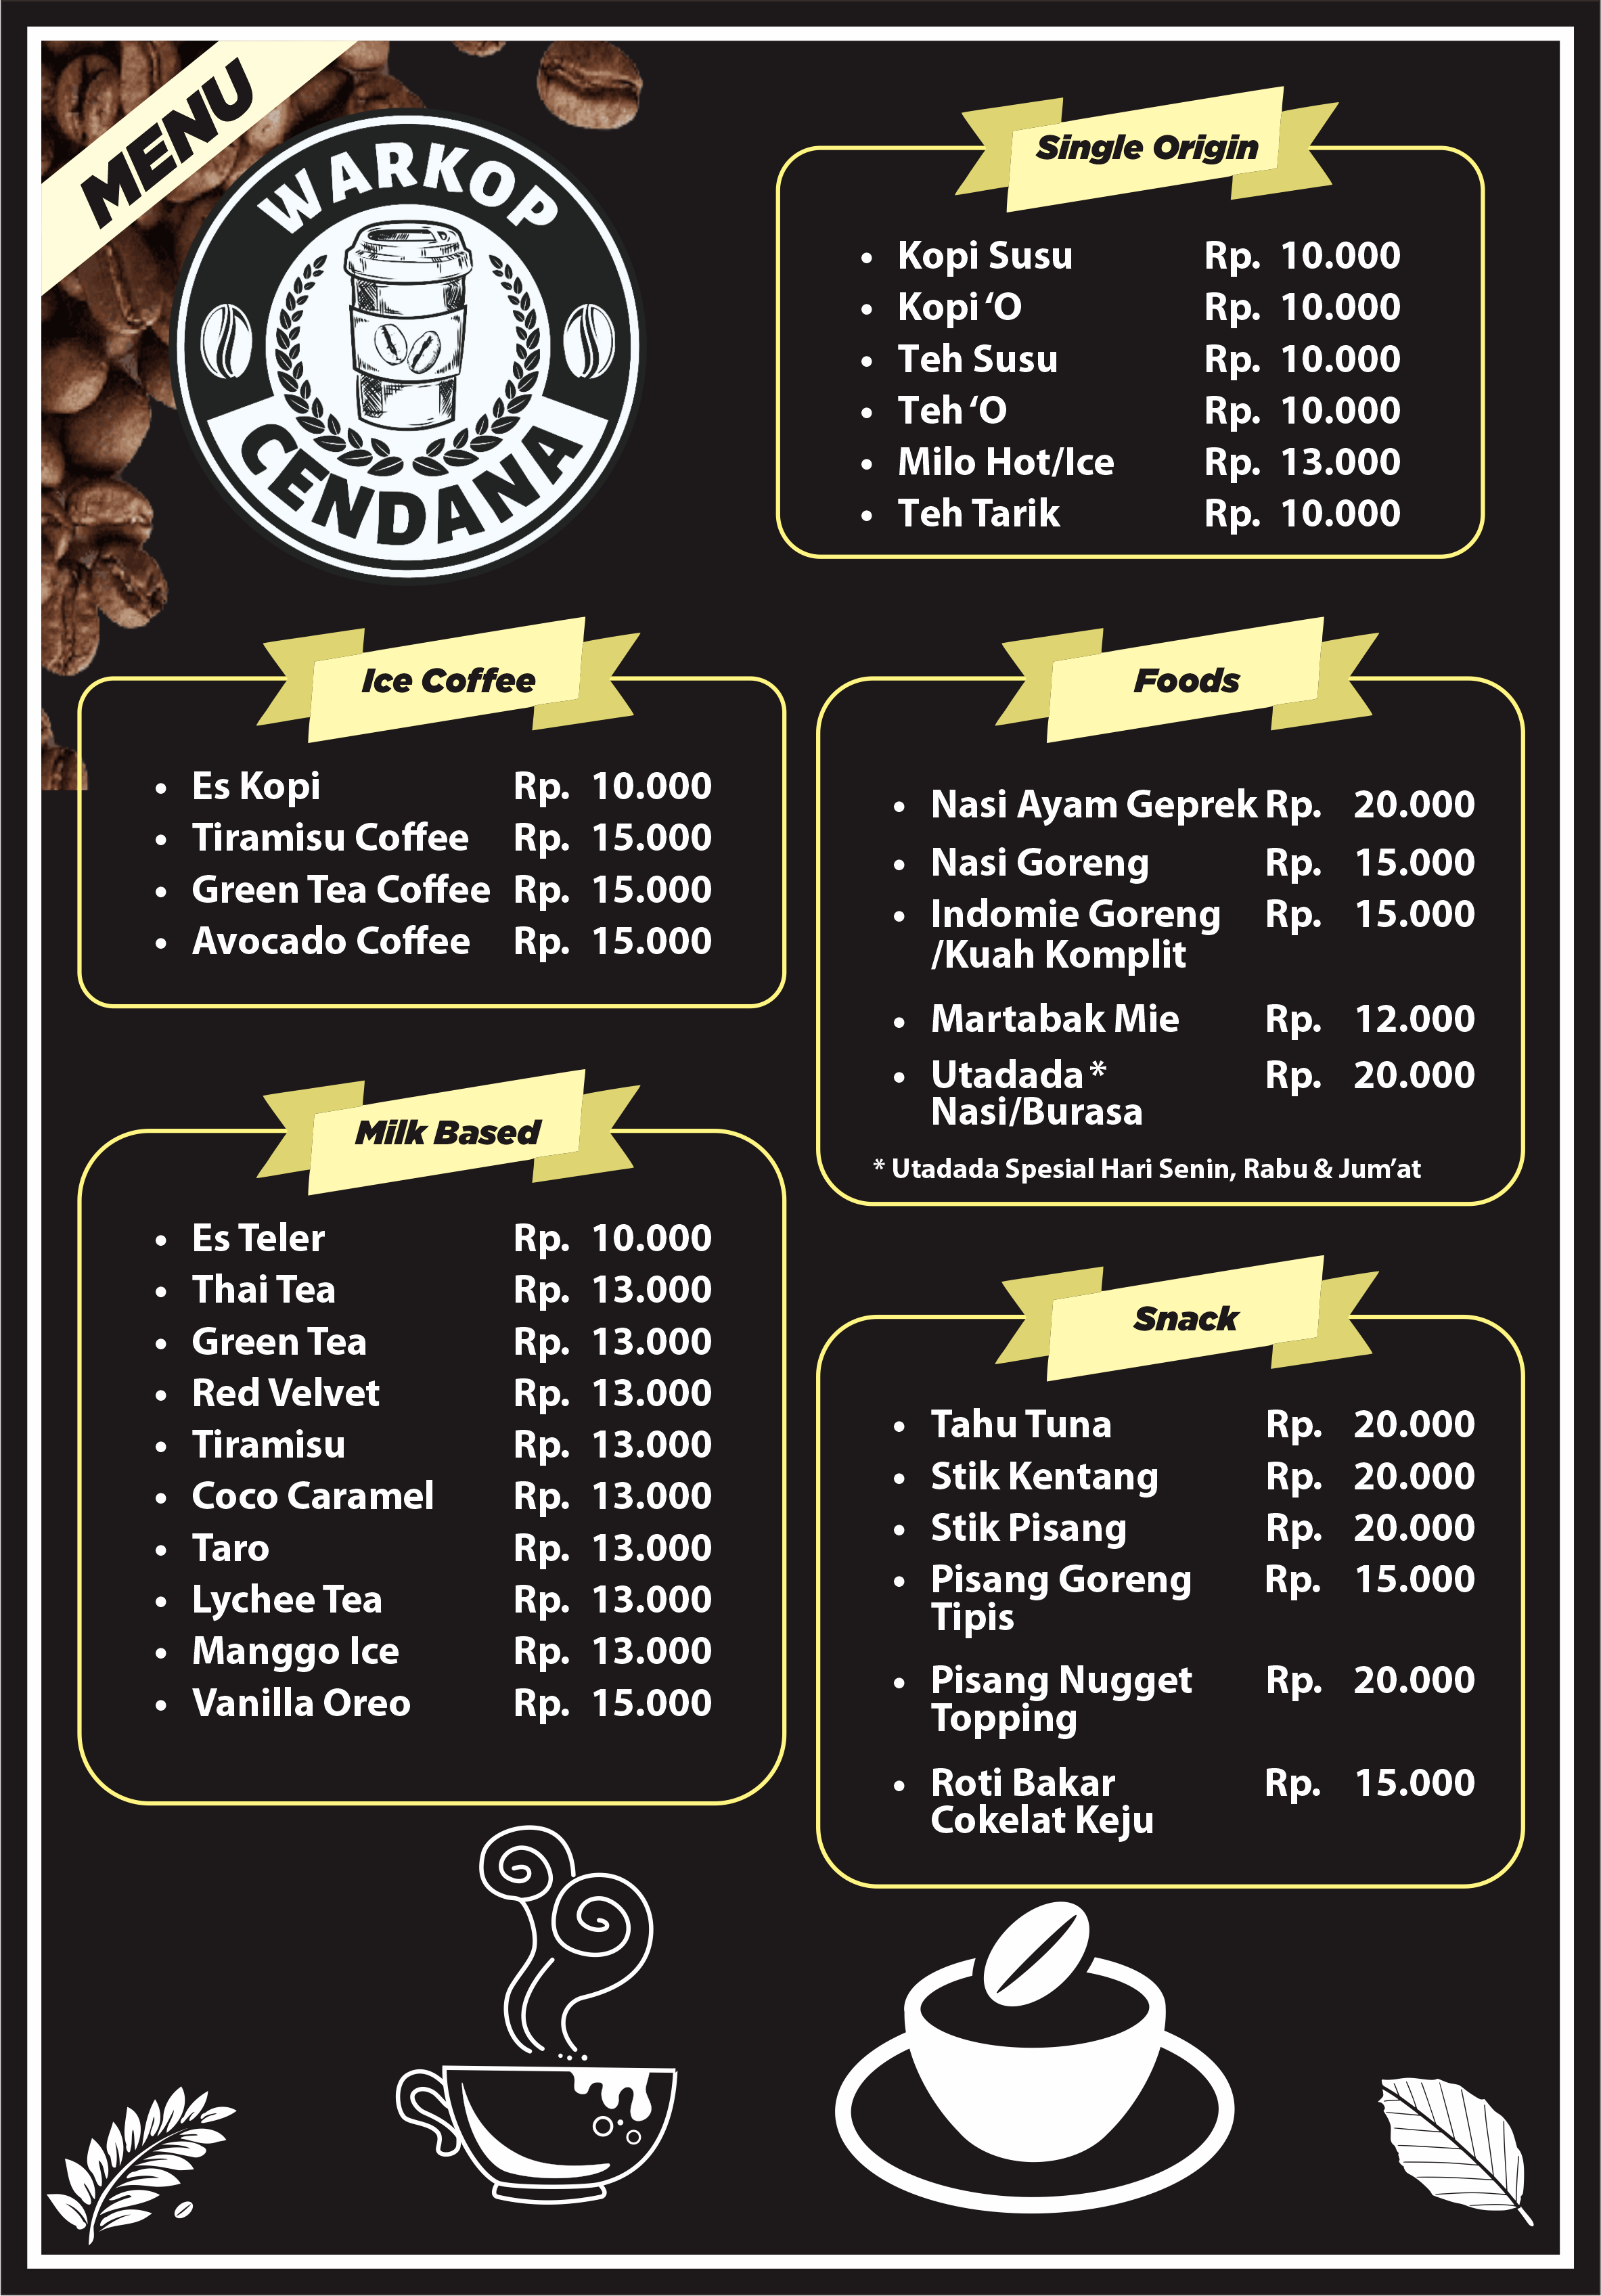 MENU
WARKOP
CENDANA
Single Origin
• Kopi Susu Rp. 10.000
• Kopi ‘O Rp. 10.000
• Teh Susu Rp. 10.000
• Teh ‘O Rp. 10.000
• Milo Hot/Ice Rp. 13.000
• Teh Tarik Rp. 10.000
Ice Coffee
• Es Kopi Rp. 10.000
• Tiramisu Coffee Rp. 15.000
• Green Tea Coffee Rp. 15.000
• Avocado Coffee Rp. 15.000
Foods
• Nasi Ayam Geprek Rp. 20.000
• Nasi Goreng Rp. 15.000
• Indomie Goreng Rp. 15.000
/Kuah Komplit
• Martabak Mie Rp. 12.000
• Utadada * Rp. 20.000
Nasi/Burasa
* Utadada Spesial Hari Senin, Rabu & Jum’at
Milk Based
• Es Teler Rp. 10.000
• Thai Tea Rp. 13.000
• Green Tea Rp. 13.000
• Red Velvet Rp. 13.000
• Tiramisu Rp. 13.000
• Coco Caramel Rp. 13.000
• Taro Rp. 13.000
• Lychee Tea Rp. 13.000
• Manggo Ice Rp. 13.000
• Vanilla Oreo Rp. 15.000
Snack
• Tahu Tuna Rp. 20.000
• Stik Kentang Rp. 20.000
• Stik Pisang Rp. 20.000
• Pisang Goreng Rp. 15.000
Tipis
• Pisang Nugget Rp. 20.000
Topping
• Roti Bakar Rp. 15.000
Cokelat Keju